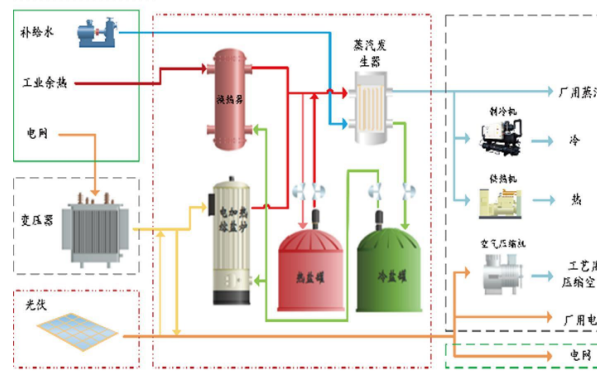 补给水
工业余热
电网
变压器
光伏
换热器
电加热
熔盐炉
蒸汽发
生器
热盐罐
冷盐罐
厂用蒸汽
制冷机
冷
供热机
热
空气压缩机
工艺用
压缩空
厂用电
电网